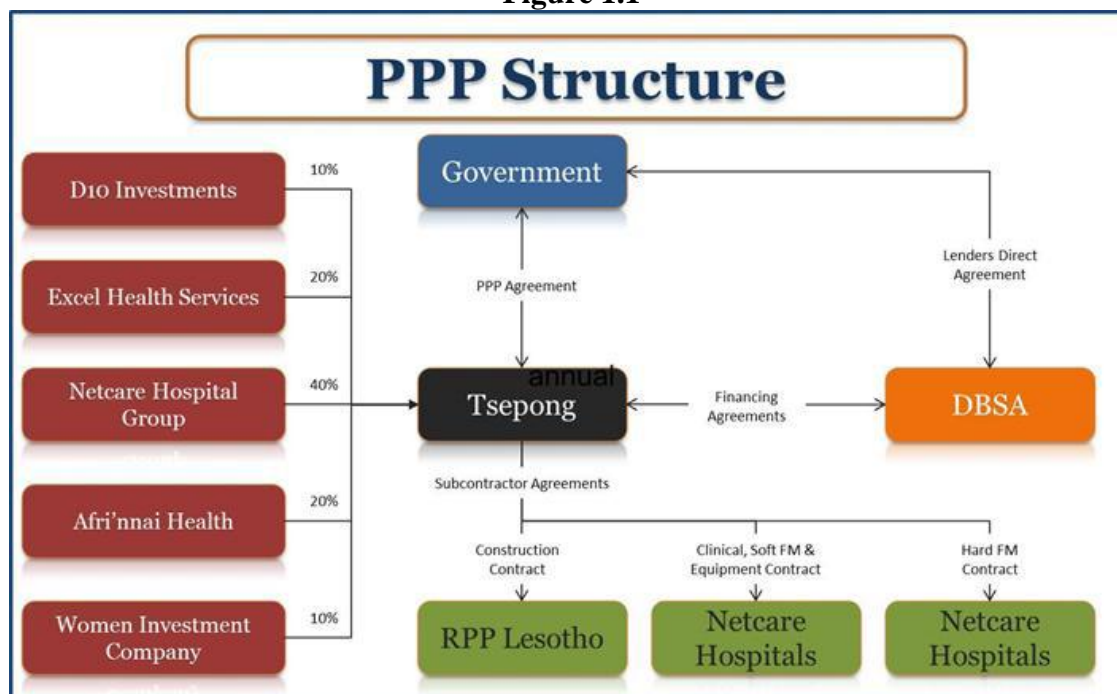 Figure 1.1
PPP Structure
D10 Investments
10%
Excel Health Services
20%
Netcare Hospital
Group
40%
Afri'nnai Health
20%
Women Investment
Company
10%
Government
PPP Agreement
Lenders Direct
Agreement
annual
Tsepong
Financing
Agreements
DBSA
Subcontractor Agreements
Construction
Contract
Clinical, Soft FM &
Equipment Contract
Hard FM
Contract
RPP Lesotho
Netcare
Hospitals
Netcare
Hospitals